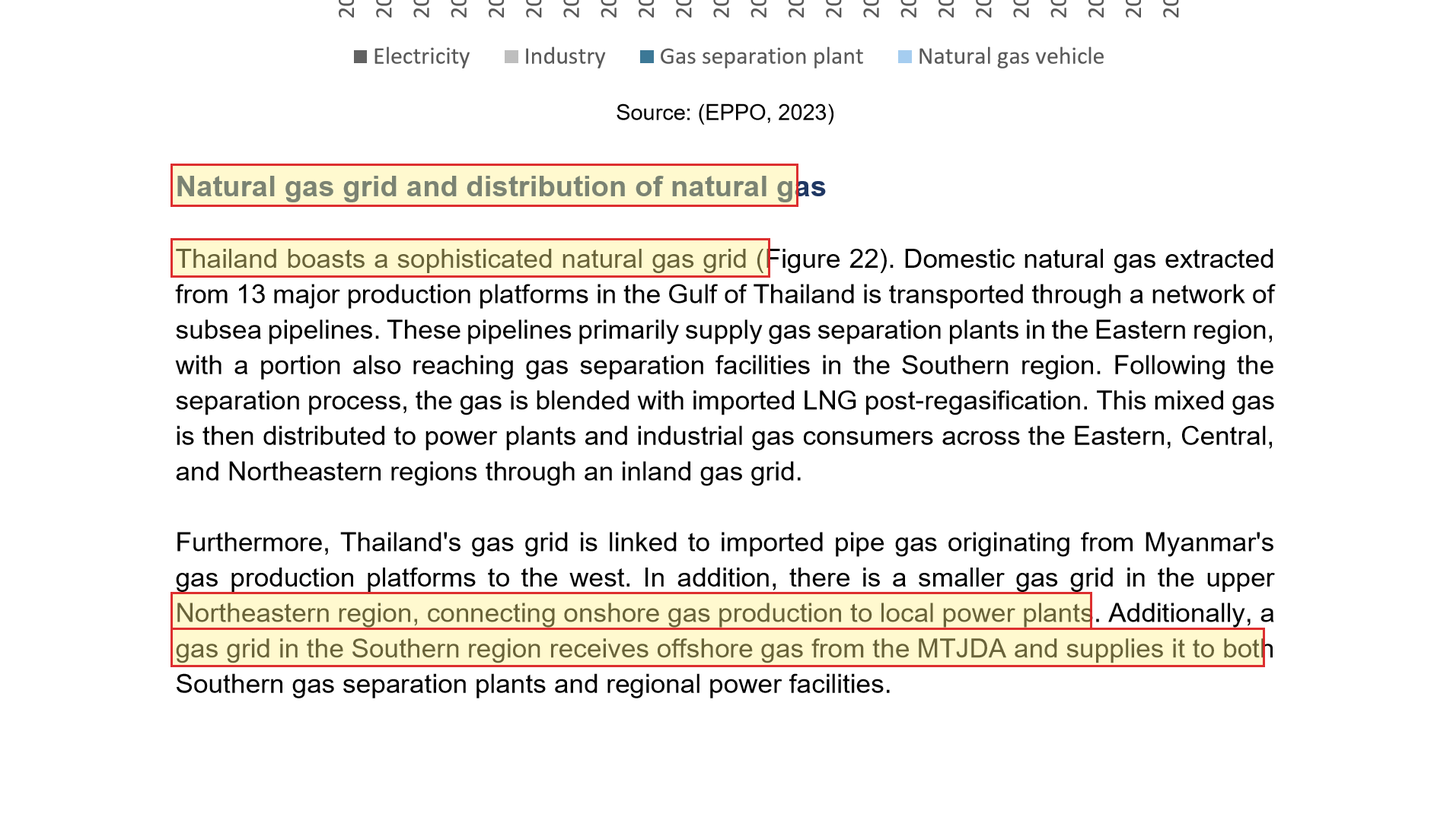 Electricity Industry Gas separation plant Natural gas vehicle
Source: (EPPO, 2023)
Natural gas grid and distribution of natural gas
Thailand boasts a sophisticated natural gas grid (Figure 22). Domestic natural gas extracted
from 13 major production platforms in the Gulf of Thailand is transported through a network of
subsea pipelines. These pipelines primarily supply gas separation plants in the Eastern region,
with a portion also reaching gas separation facilities in the Southern region. Following the
separation process, the gas is blended with imported LNG post-regasification. This mixed gas
is then distributed to power plants and industrial gas consumers across the Eastern, Central,
and Northeastern regions through an inland gas grid.
Furthermore, Thailand's gas grid is linked to imported pipe gas originating from Myanmar's
gas production platforms to the west. In addition, there is a smaller gas grid in the upper
Northeastern region, connecting onshore gas production to local power plants. Additionally, a
gas grid in the Southern region receives offshore gas from the MTJDA and supplies it to both
Southern gas separation plants and regional power facilities.